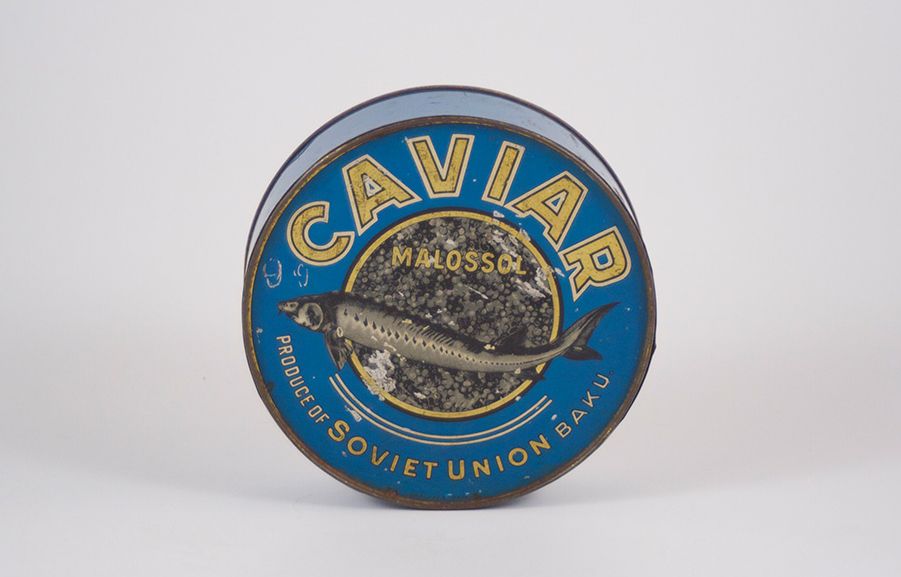 CAVIAR
MALOSSOL
PRODUCE OF SOVIET UNION BAKU.